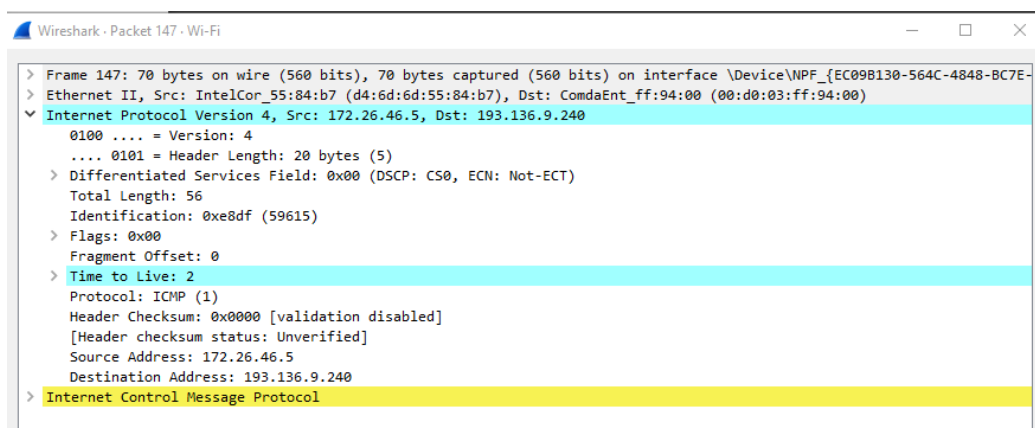 Wireshark · Packet 147 · Wi-Fi
> Frame 147: 70 bytes on wire (560 bits), 70 bytes captured (560 bits) on interface \Device\NPF_{EC09B130-564C-4848-BC7E-
> Ethernet II, Src: IntelCor_55:84:b7 (d4:6d:6d:55:84:b7), Dst: ComdaEnt_ff:94:00 (00:d0:03:ff:94:00)
Internet Protocol Version 4, Src: 172.26.46.5, Dst: 193.136.9.240
0100 .... = Version: 4
.... 0101 = Header Length: 20 bytes (5)
> Differentiated Services Field: 0x00 (DSCP: CS0, ECN: Not-ECT)
Total Length: 56
Identification: 0xe8df (59615)
> Flags: 0x00
Fragment Offset: 0
> Time to Live: 2
Protocol: ICMP (1)
Header Checksum: 0x0000 [validation disabled]
[Header checksum status: Unverified]
Source Address: 172.26.46.5
Destination Address: 193.136.9.240
> Internet Control Message Protocol